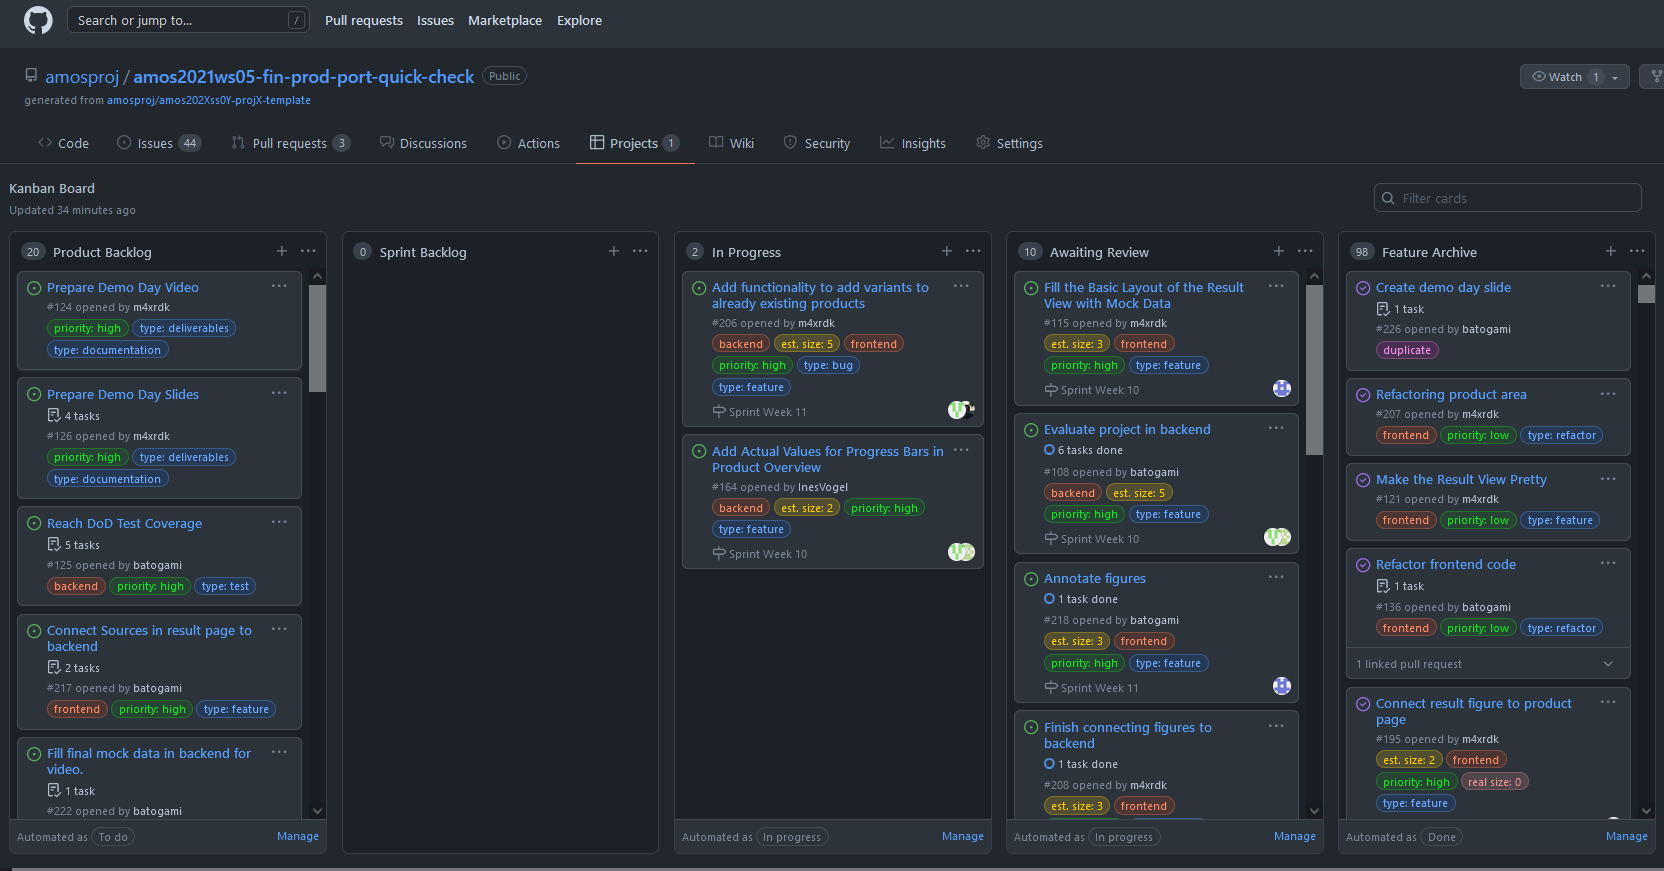 Search or jump to...
/
Pull requests
Issues
Marketplace
Explore
amosproj / amos2021ws05-fin-prod-port-quick-check
Public
generated from amosproj/amos202Xss0Y-projX-template
Watch 1
Code
Issues 44
Pull requests 3
Discussions
Actions
Projects 1
Wiki
Security
Insights
Settings
Kanban Board
Updated 34 minutes ago
Filter cards
20 Product Backlog
Prepare Demo Day Video
#124 opened by m4xrdk
priority: high type: deliverables
type: documentation
Prepare Demo Day Slides
4 tasks
#126 opened by m4xrdk
priority: high type: deliverables
type: documentation
Reach DoD Test Coverage
5 tasks
#125 opened by batogami
backend priority: high type: test
Connect Sources in result page to
backend
2 tasks
#217 opened by batogami
frontend priority: high type: feature
Fill final mock data in backend for
video.
1 task
#222 opened by batogami
Automated as To do
Manage
0 Sprint Backlog
2 In Progress
Add functionality to add variants to
already existing products
#206 opened by m4xrdk
backend est. size: 5 frontend
priority: high type: bug
type: feature
Sprint Week 11
Add Actual Values for Progress Bars in
Product Overview
#164 opened by InesVogel
backend est. size: 2 priority: high
type: feature
Sprint Week 10
Automated as In progress
Manage
10 Awaiting Review
Fill the Basic Layout of the Result
View with Mock Data
#115 opened by m4xrdk
est. size: 3 frontend
priority: high type: feature
Sprint Week 10
Evaluate project in backend
6 tasks done
#108 opened by batogami
backend est. size: 5
priority: high type: feature
Sprint Week 10
Annotate figures
1 task done
#218 opened by batogami
est. size: 3 frontend
priority: high type: feature
Sprint Week 11
Finish connecting figures to
backend
1 task done
#208 opened by m4xrdk
est. size: 3 frontend
Automated as In progress
Manage
98 Feature Archive
Create demo day slide
1 task
#226 opened by batogami
duplicate
Refactoring product area
#207 opened by m4xrdk
frontend priority: low type: refactor
Make the Result View Pretty
#121 opened by m4xrdk
frontend priority: low type: feature
Refactor frontend code
1 task
#136 opened by batogami
frontend priority: low type: refactor
1 linked pull request
Connect result figure to product
page
#195 opened by m4xrdk
est. size: 2 frontend
priority: high real size: 0
type: feature
Automated as Done
Manage